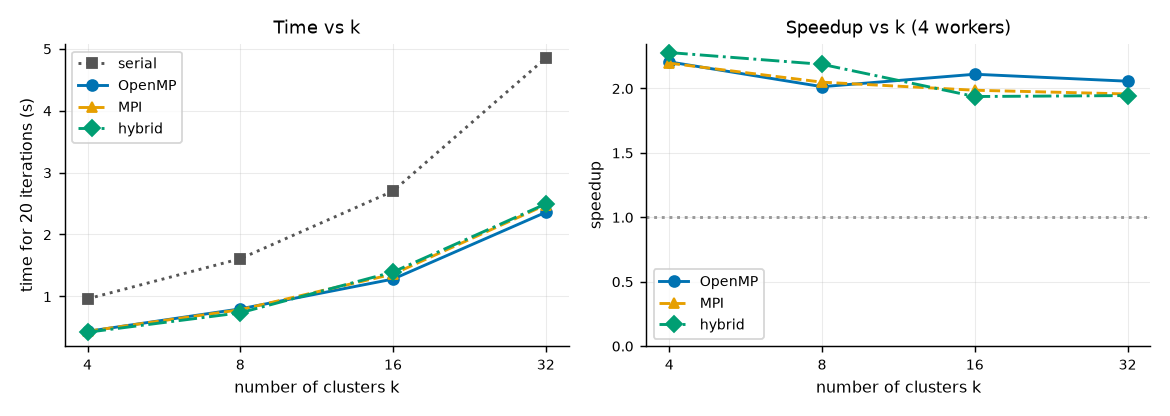 Time vs k
5
4
3
2
1
time for 20 iterations (s)
serial
OpenMP
MPI
hybrid
4 8 16 32
number of clusters k
Speedup vs k (4 workers)
2.0
1.5
1.0
0.5
0.0
speedup
OpenMP
MPI
hybrid
4 8 16 32
number of clusters k